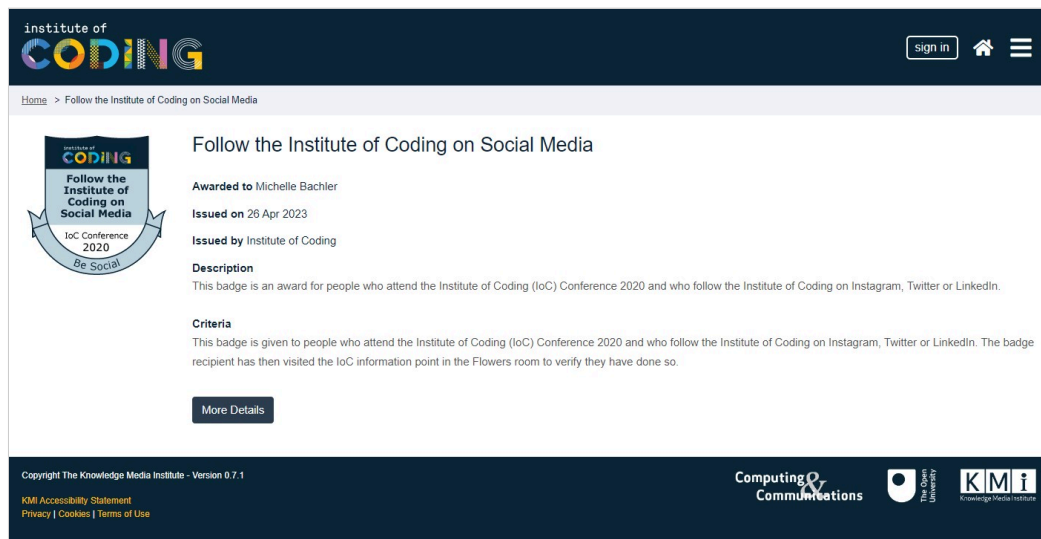 institute of
CODING
sign in
Home > Follow the Institute of Coding on Social Media
institute of
CODING
Follow the
Institute of
Coding on
Social Media
IoC Conference
2020
Be Social
Follow the Institute of Coding on Social Media
Awarded to Michelle Bachler
Issued on 26 Apr 2023
Issued by Institute of Coding
Description
This badge is an award for people who attend the Institute of Coding (IoC) Conference 2020 and who follow the Institute of Coding on Instagram, Twitter or LinkedIn.
Criteria
This badge is given to people who attend the Institute of Coding (IoC) Conference 2020 and who follow the Institute of Coding on Instagram, Twitter or LinkedIn. The badge
recipient has then visited the IoC information point in the Flowers room to verify they have done so.
More Details
Copyright The Knowledge Media Institute - Version 0.7.1
KMI Accessibility Statement
Privacy | Cookies | Terms of Use
Computing &
Communications
The Open
University
KMi
Knowledge Media Institute